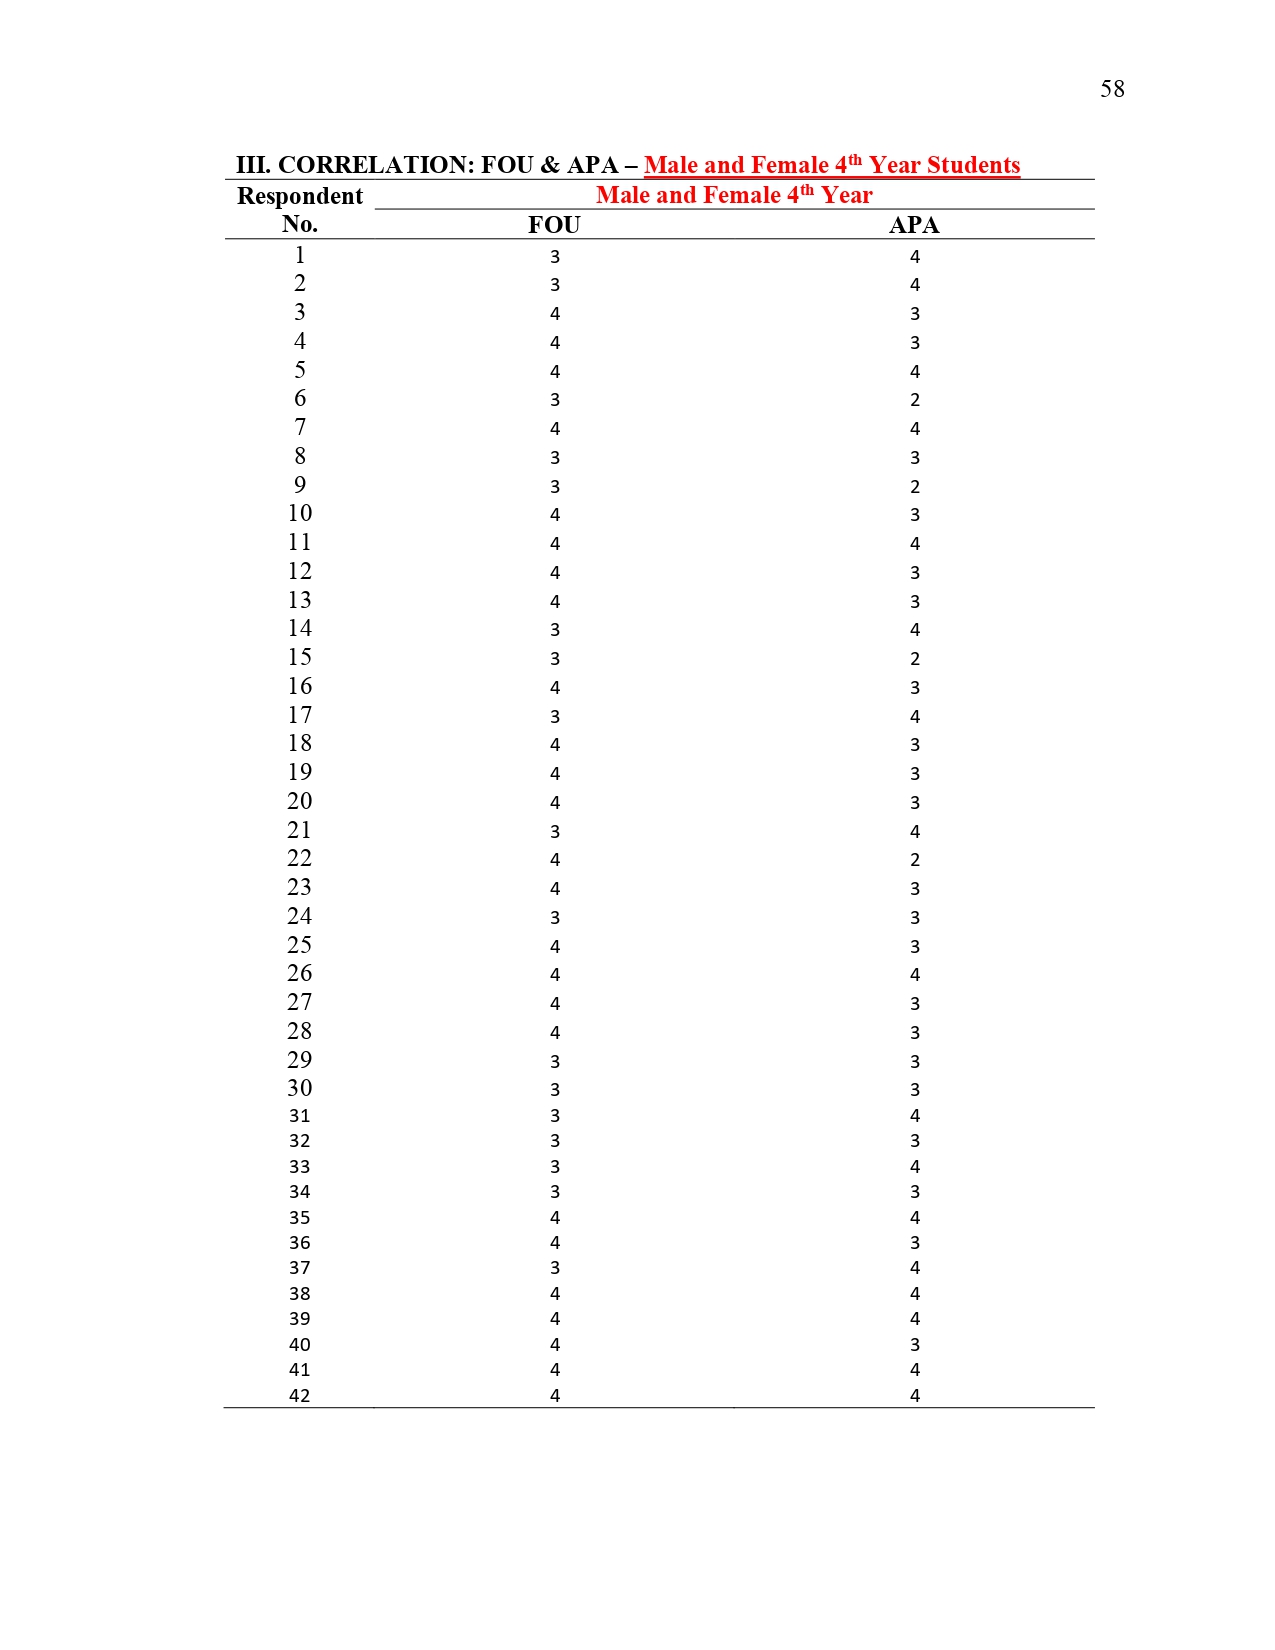 58
III. CORRELATION: FOU & APA – Male and Female 4th Year Students
Respondent No. Male and Female 4th Year
FOU APA
1 3 4
2 3 4
3 4 3
4 4 3
5 4 4
6 3 2
7 4 4
8 3 3
9 3 2
10 4 3
11 4 4
12 4 3
13 4 3
14 3 4
15 3 2
16 4 3
17 3 4
18 4 3
19 4 3
20 4 3
21 3 4
22 4 2
23 4 3
24 3 3
25 4 3
26 4 4
27 4 3
28 4 3
29 3 3
30 3 3
31 3 4
32 3 3
33 3 4
34 3 3
35 4 4
36 4 3
37 3 4
38 4 4
39 4 4
40 4 3
41 4 4
42 4 4